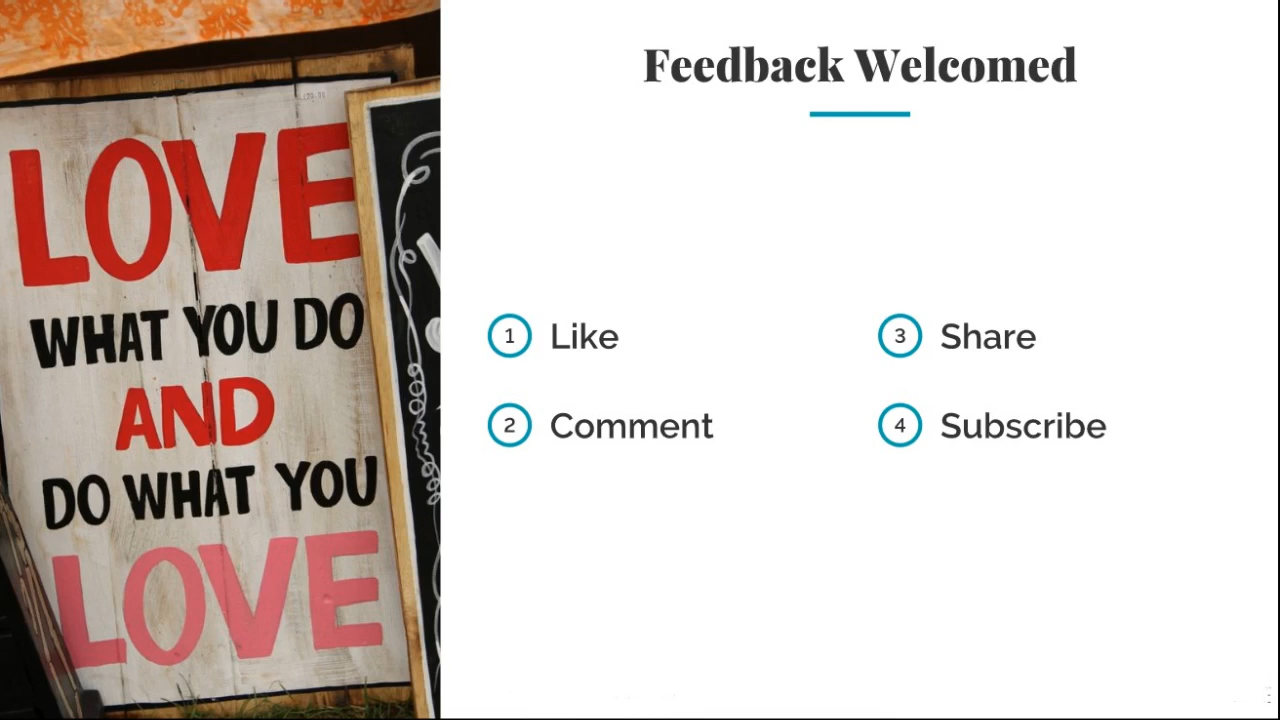 LOVE
WHAT YOU DO
AND
DO WHAT YOU
LOVE
Feedback Welcomed
1 Like
2 Comment
3 Share
4 Subscribe